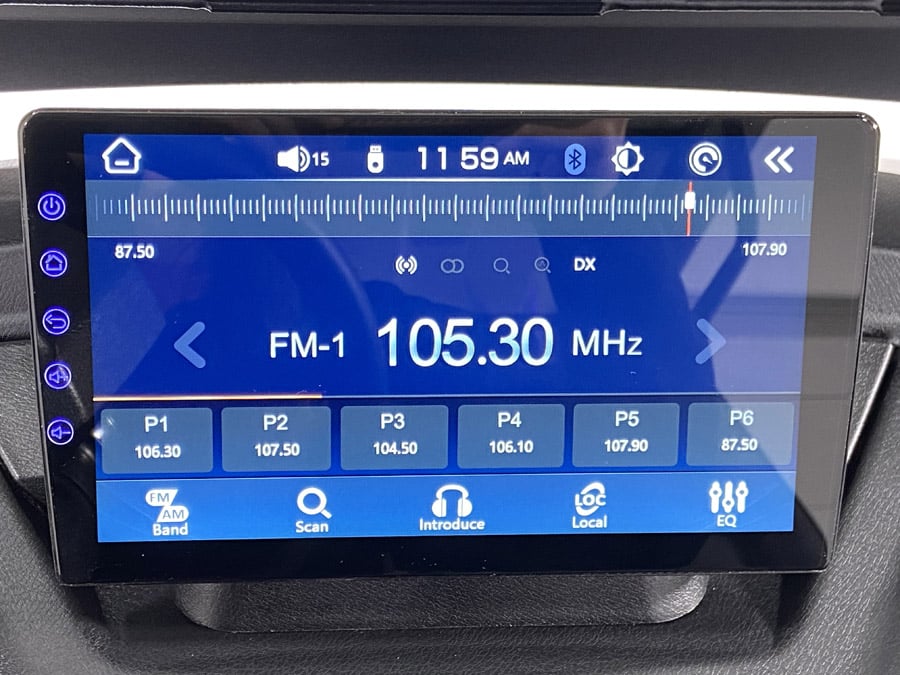 15 11 59 AM
87.50 107.90
DX
FM-1 105.30 MHz
P1 P2 P3 P4 P5 P6
106.30 107.50 104.50 106.10 107.90 87.50
FM AM LOC
Band Scan Introduce Local EQ